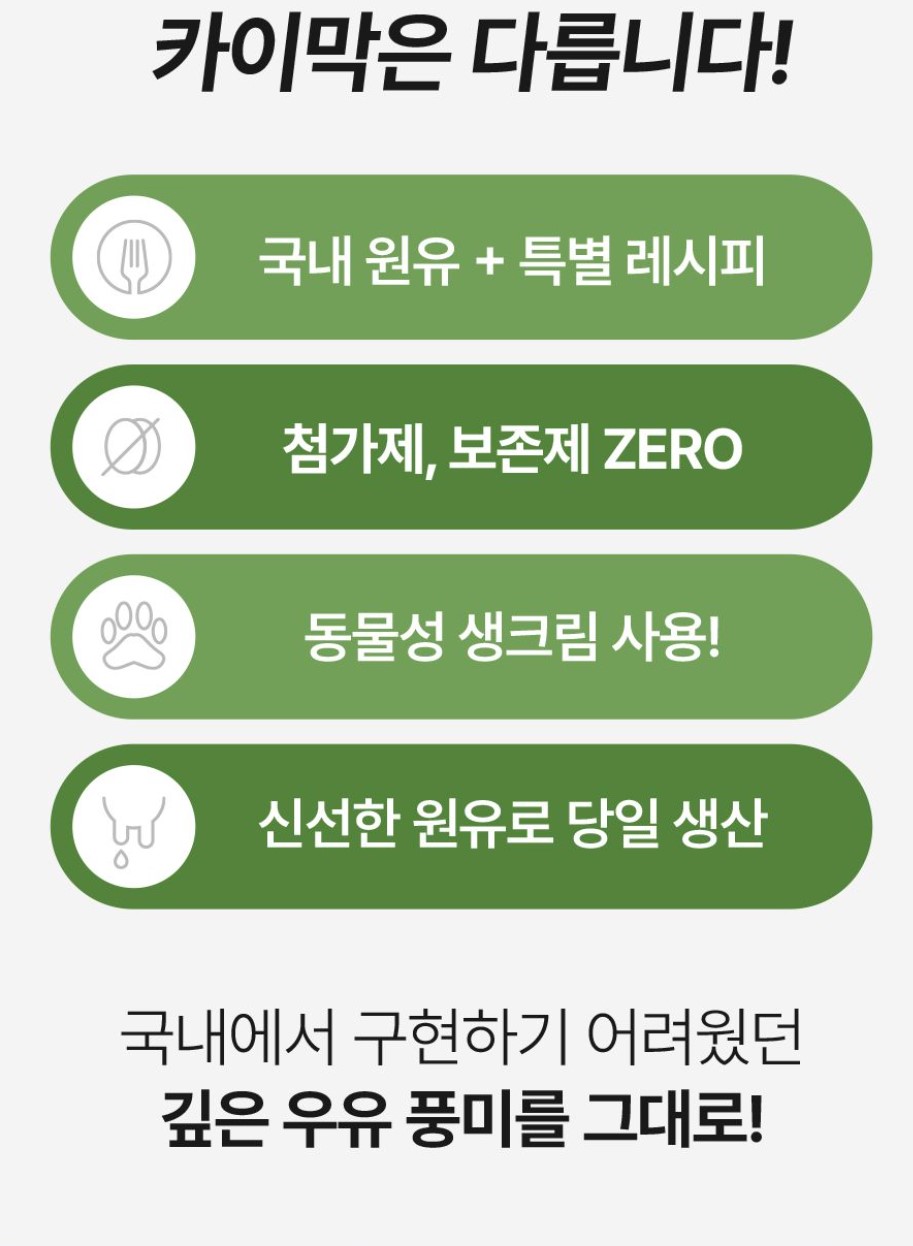 카이막은 다릅니다!
국내 원유 + 특별 레시피
첨가제, 보존제 ZERO
동물성 생크림 사용!
신선한 원유로 당일 생산
국내에서 구현하기 어려웠던
깊은 우유 풍미를 그대로!